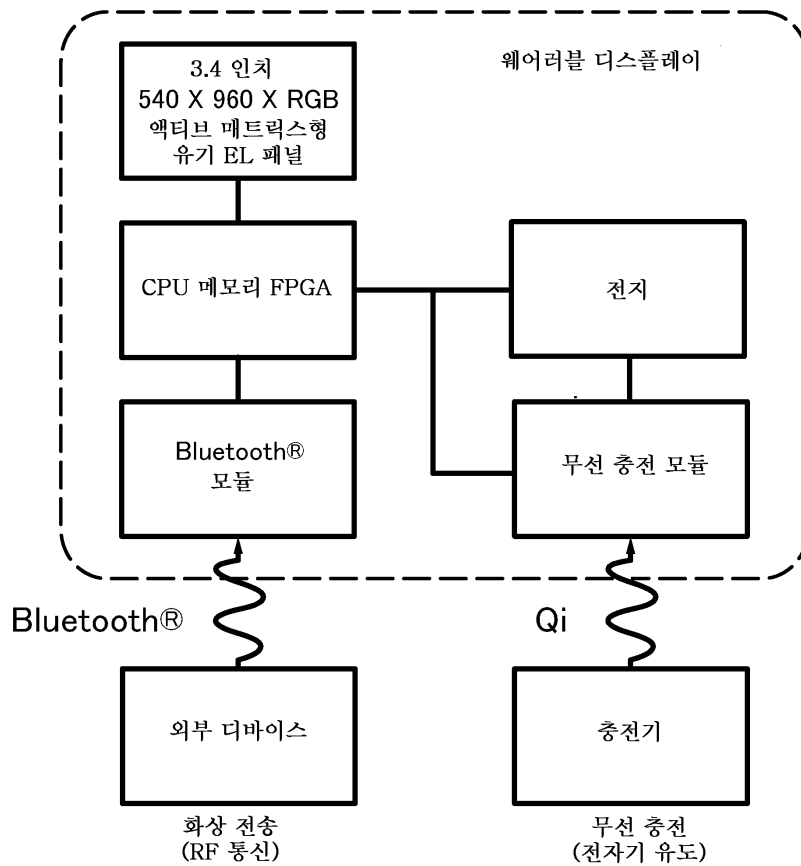 웨어러블 디스플레이
3.4 인치
540 X 960 X RGB
액티브 매트릭스형
유기 EL 패널
CPU 메모리 FPGA
전지
Bluetooth®
모듈
무선 충전 모듈
Bluetooth®
Qi
외부 디바이스
충전기
화상 전송
(RF 통신)
무선 충전
(전자기 유도)